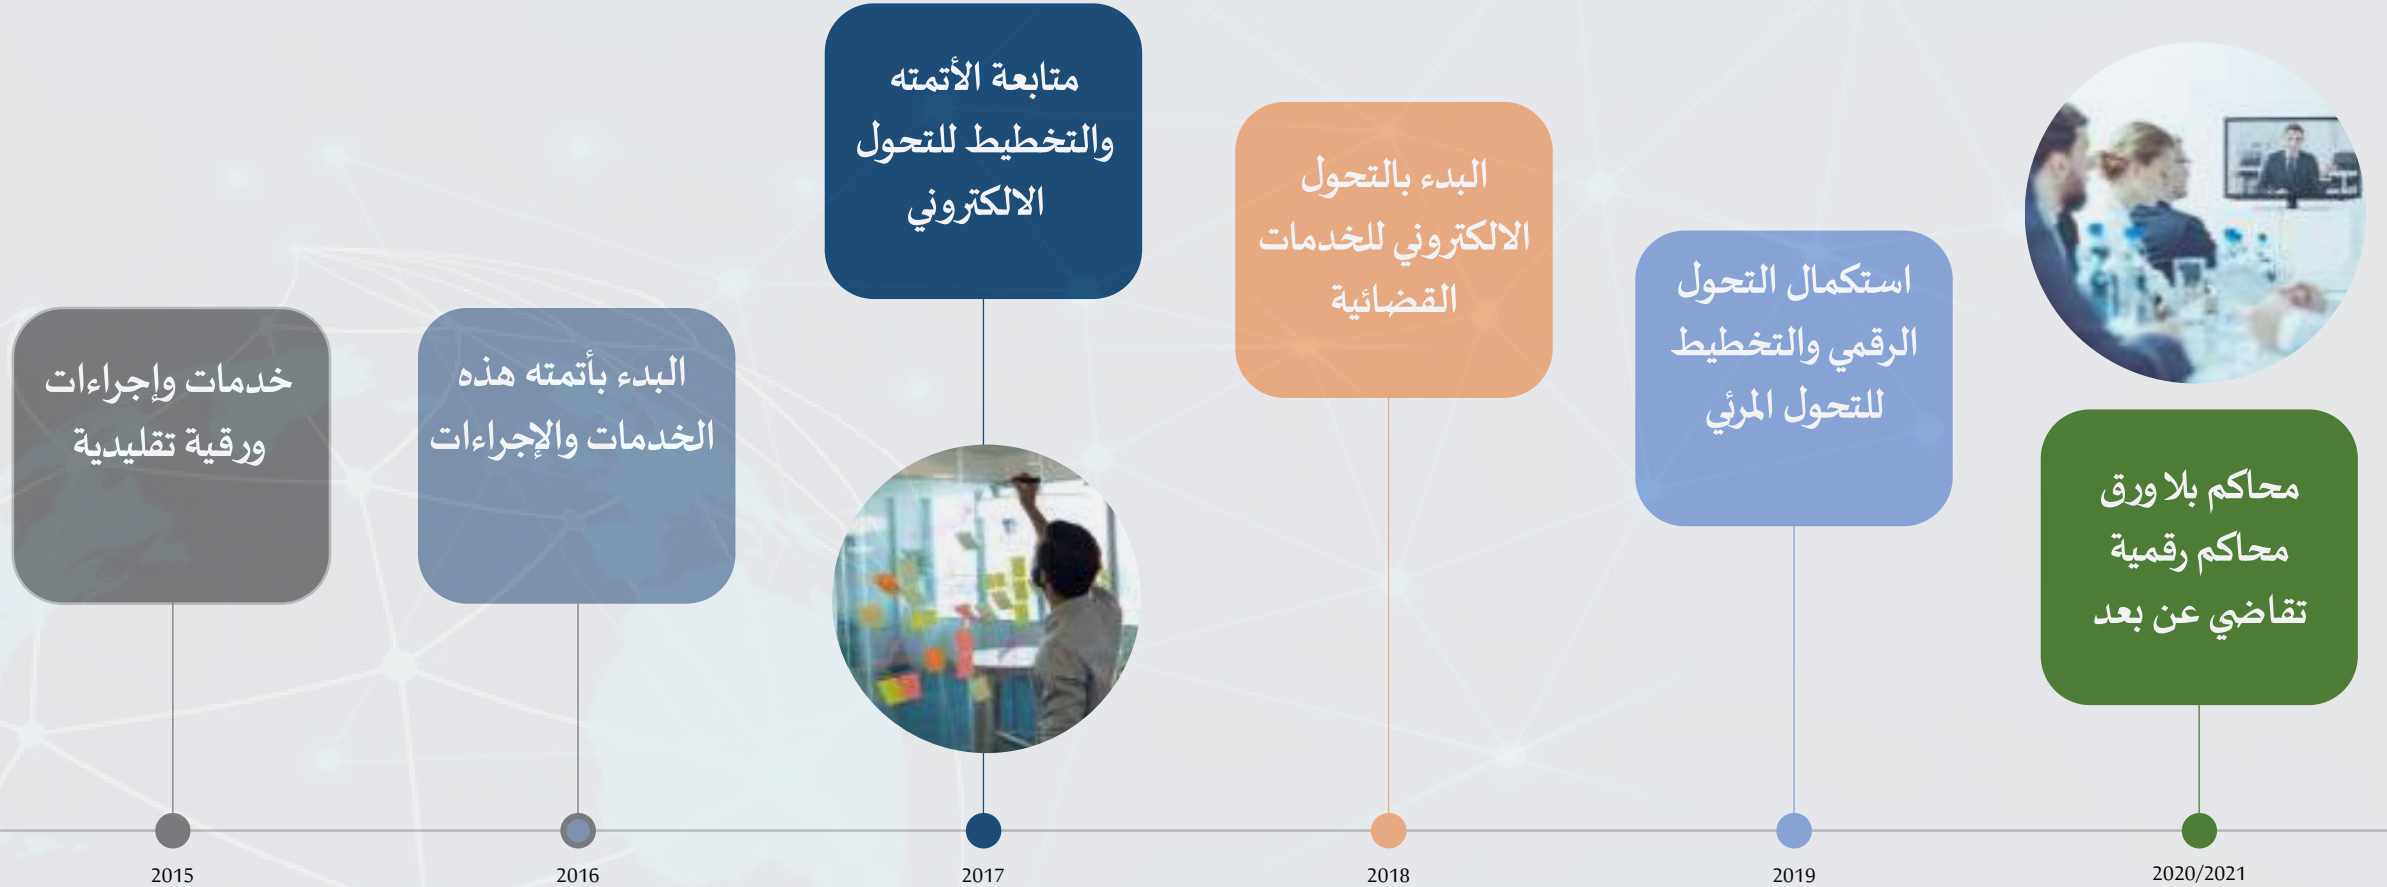 خدمات وإجراءات
ورقية تقليدية
2015
البدء بأتمته هذه
الخدمات والإجراءات
2016
متابعة الأتمته
والتخطيط للتحول
الالكتروني
2017
البدء بالتحول
الالكتروني للخدمات
القضائية
2018
استكمال التحول
الرقمي والتخطيط
للتحول المرئي
2019
محاكم بلا ورق
محاكم رقمية
تقاضي عن بعد
2020/2021